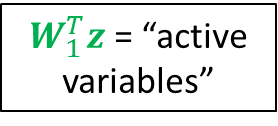 W₁ᵀz = “active
variables”